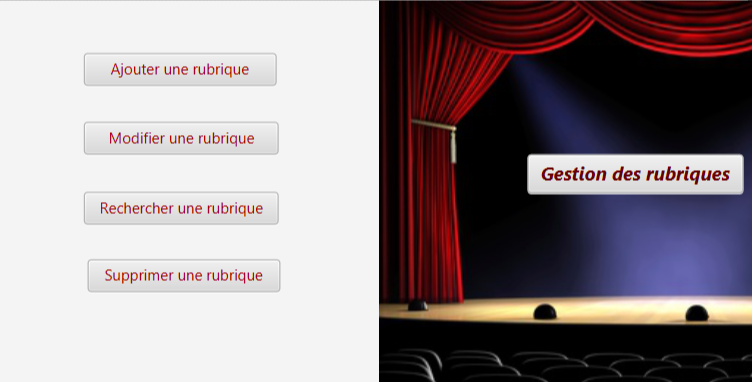 Ajouter une rubrique
Modifier une rubrique
Rechercher une rubrique
Supprimer une rubrique
Gestion des rubriques